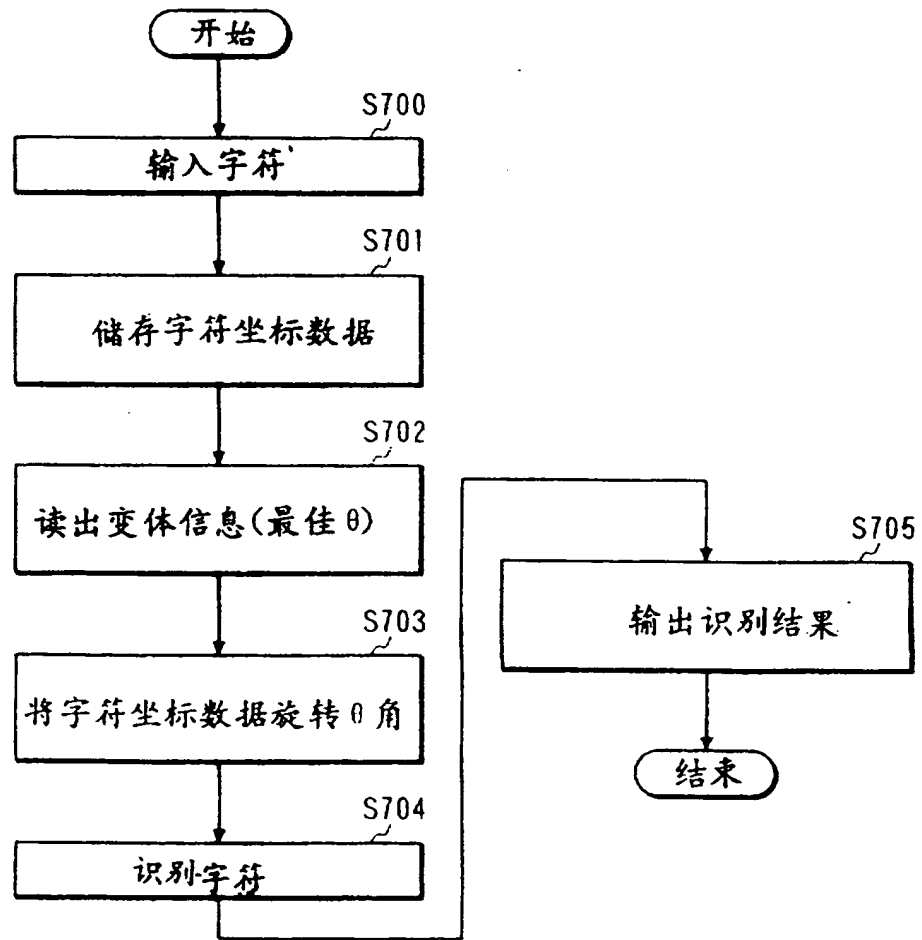 开始
S700
输入字符
S701
储存字符坐标数据
S702
读出变体信息(最佳θ)
S703
将字符坐标数据旋转θ角
S704
识别字符
S705
输出识别结果
结束